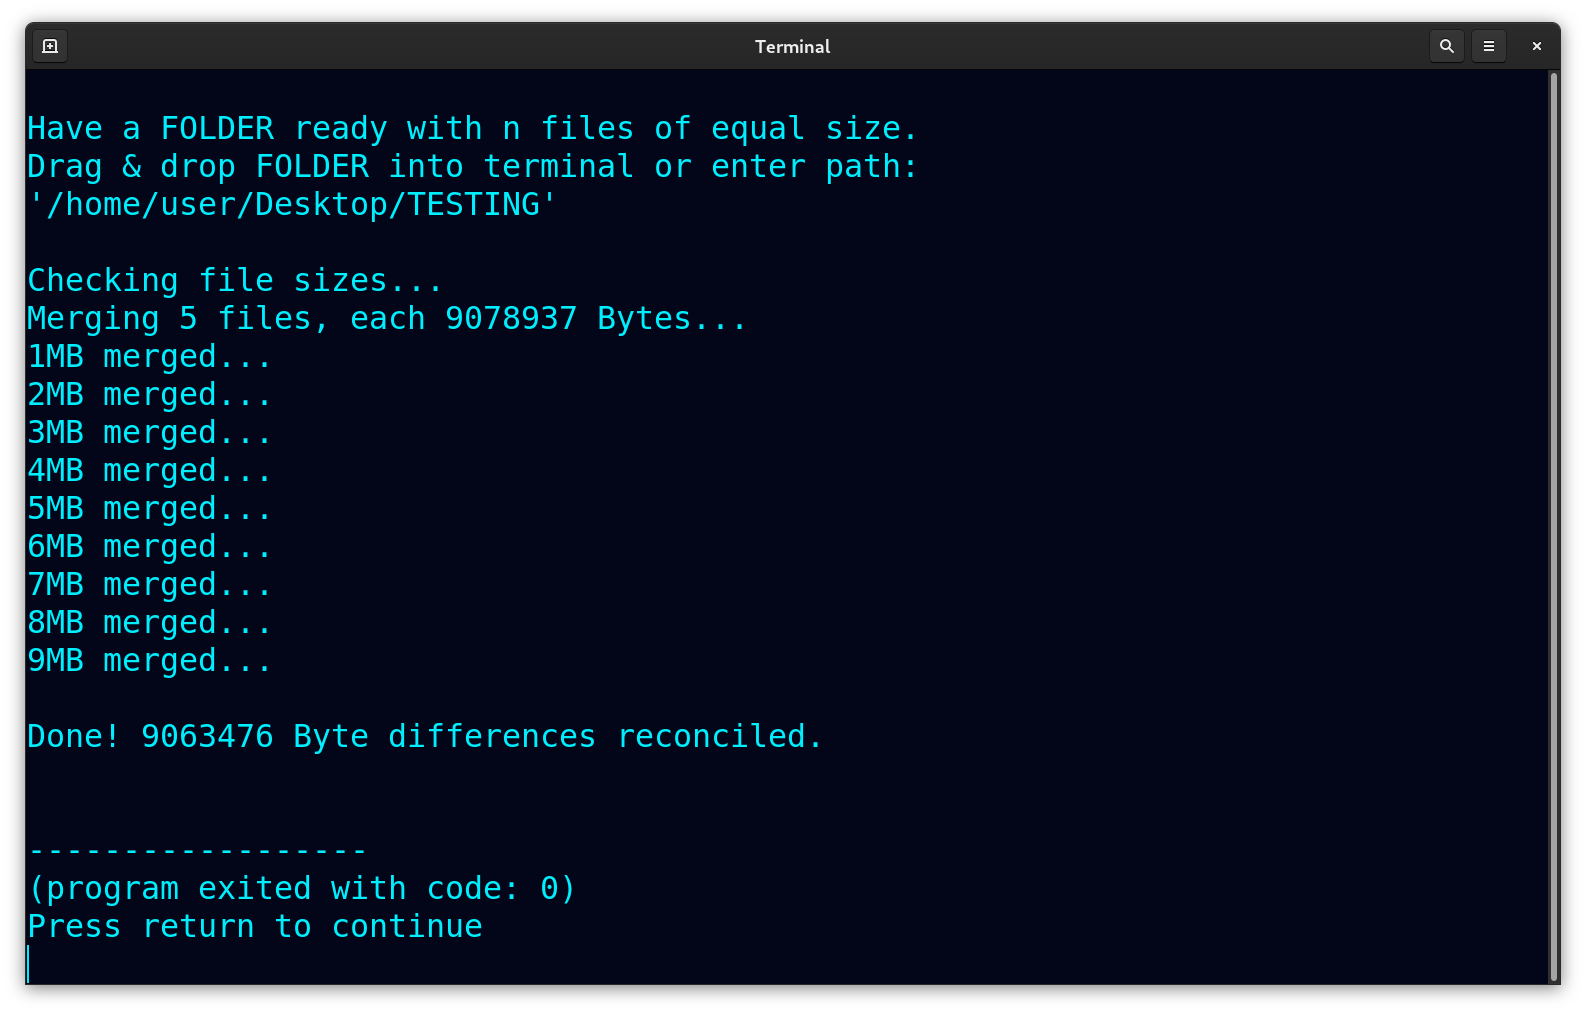 Terminal
Have a FOLDER ready with n files of equal size.
Drag & drop FOLDER into terminal or enter path:
'/home/user/Desktop/TESTING'
Checking file sizes...
Merging 5 files, each 9078937 Bytes...
1MB merged...
2MB merged...
3MB merged...
4MB merged...
5MB merged...
6MB merged...
7MB merged...
8MB merged...
9MB merged...
Done! 9063476 Byte differences reconciled.
------------------
(program exited with code: 0)
Press return to continue